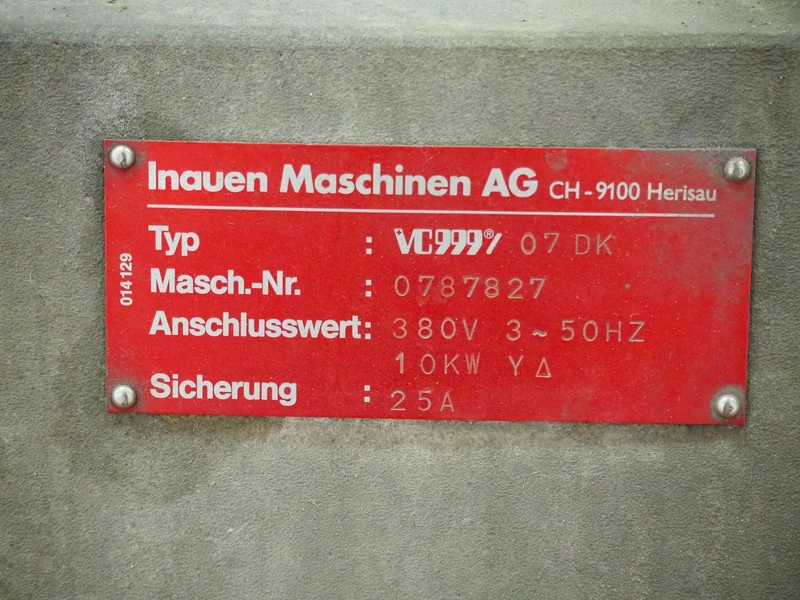 Inauen Maschinen AG CH-9100 Herisau
Typ : VC999® / 07 DK
Masch.-Nr. : 0787827
Anschlusswert: 380V 3~50HZ
10KW Y Δ
Sicherung : 25A
014129